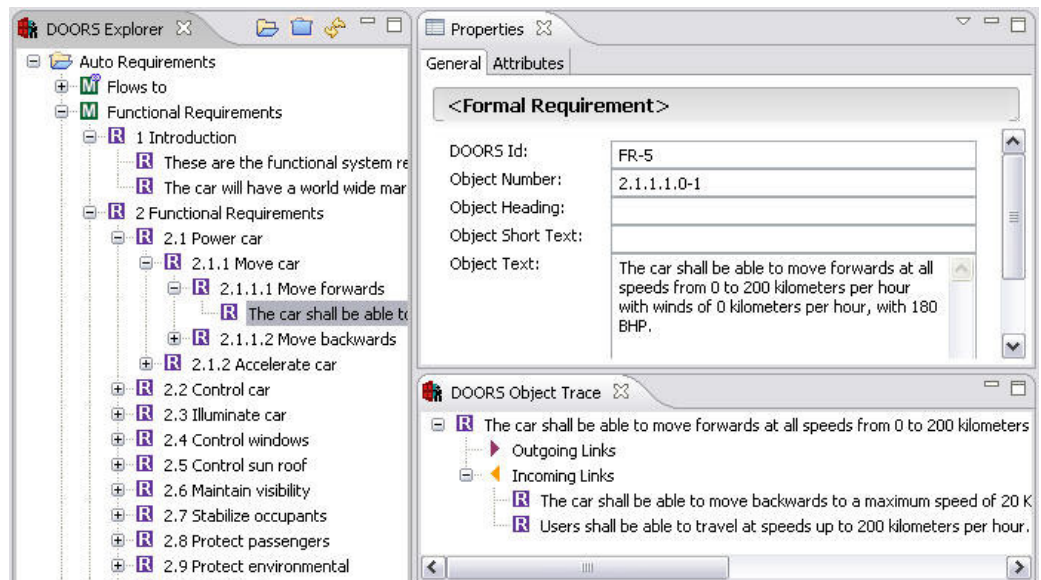 DOORS Explorer
Auto Requirements
Flows to
M Functional Requirements
R 1 Introduction
R These are the functional system re
R The car will have a world wide mar
R 2 Functional Requirements
R 2.1 Power car
R 2.1.1 Move car
R 2.1.1.1 Move forwards
R The car shall be able to
R 2.1.1.2 Move backwards
R 2.1.2 Accelerate car
R 2.2 Control car
R 2.3 Illuminate car
R 2.4 Control windows
R 2.5 Control sun roof
R 2.6 Maintain visibility
R 2.7 Stabilize occupants
R 2.8 Protect passengers
R 2.9 Protect environmental
Properties
General Attributes
<Formal Requirement>
DOORS Id: FR-5
Object Number: 2.1.1.1.0-1
Object Heading:
Object Short Text:
Object Text: The car shall be able to move forwards at all
speeds from 0 to 200 kilometers per hour
with winds of 0 kilometers per hour, with 180
BHP.
DOORS Object Trace
R The car shall be able to move forwards at all speeds from 0 to 200 kilometers
Outgoing Links
Incoming Links
R The car shall be able to move backwards to a maximum speed of 20 K
R Users shall be able to travel at speeds up to 200 kilometers per hour.